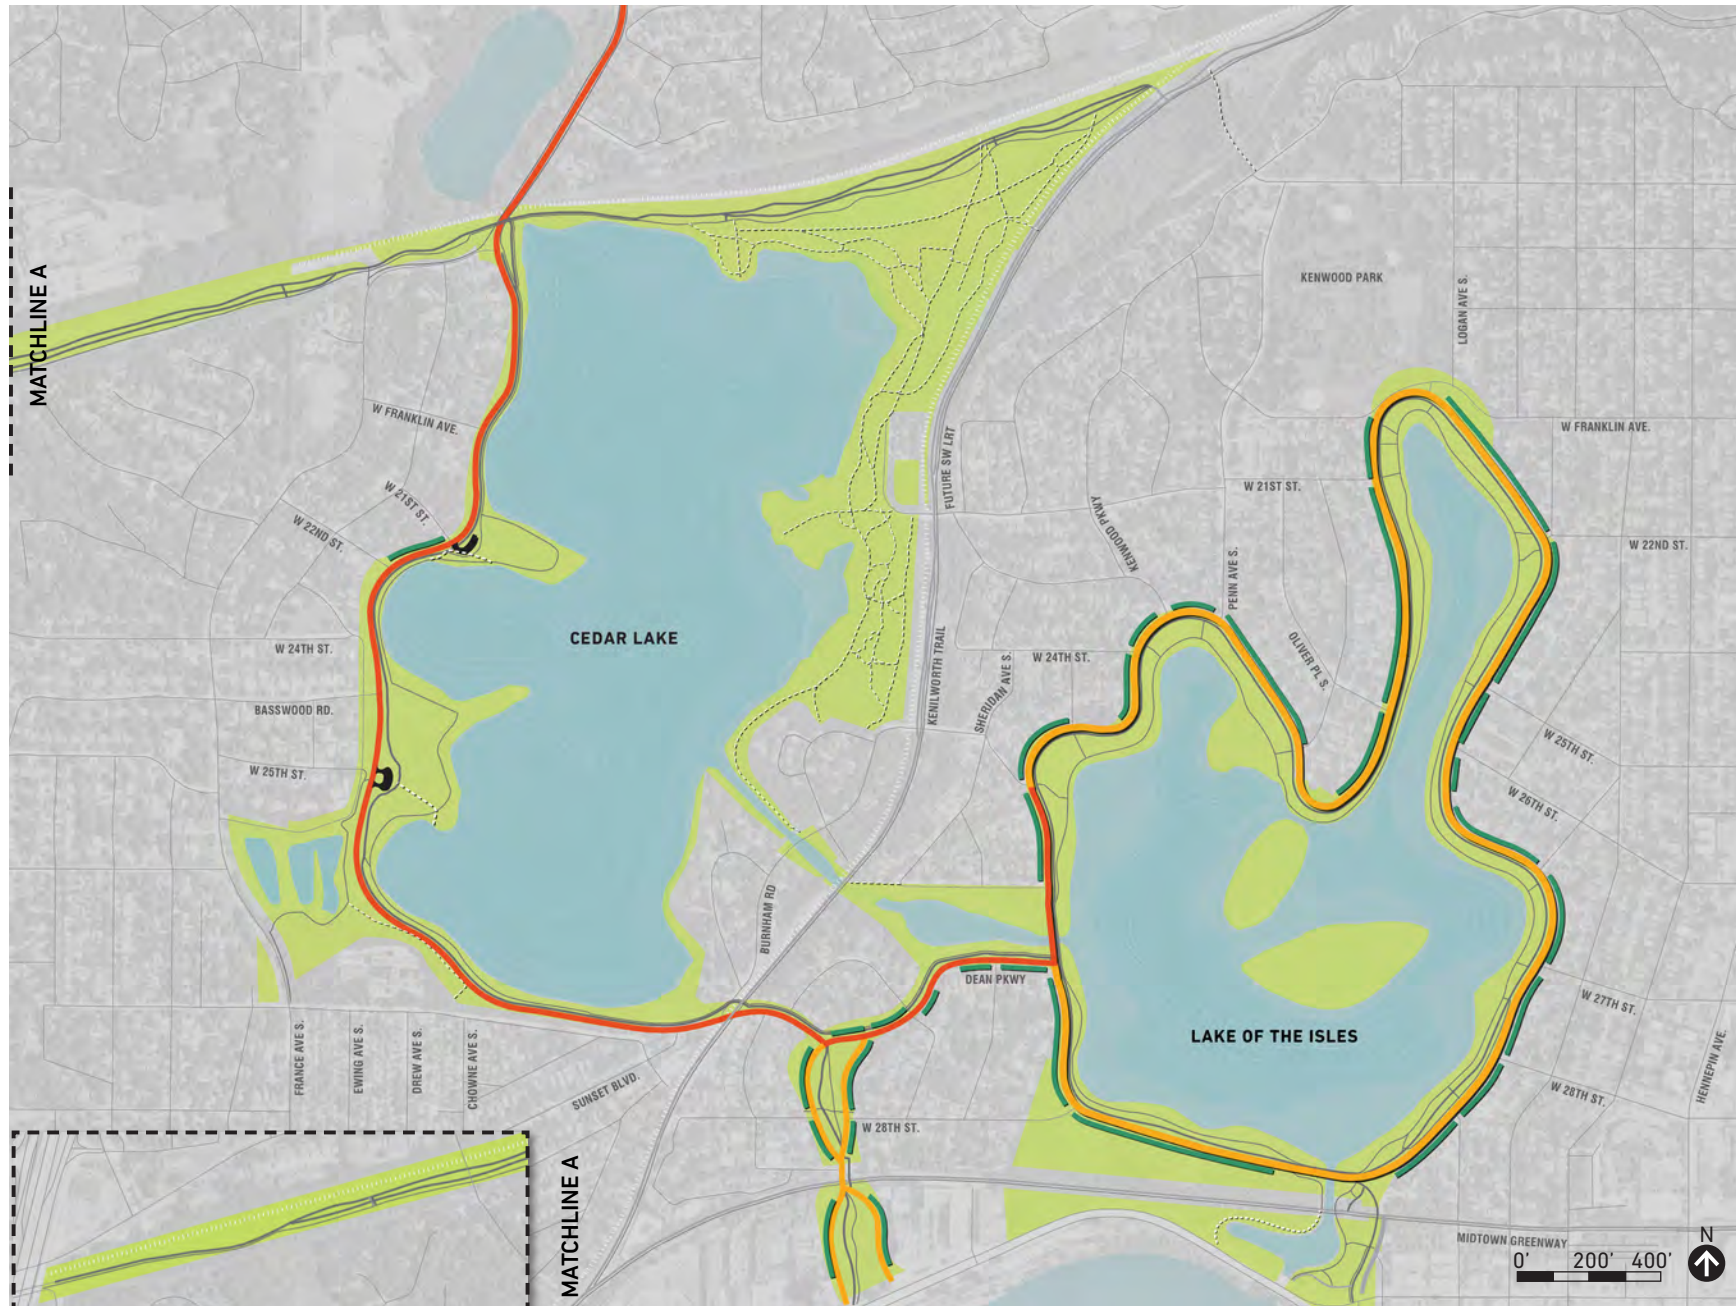 MATCHLINE A
KENWOOD PARK
LOGAN AVE S.
W FRANKLIN AVE.
W FRANKLIN AVE.
FUTURE SW LRT
W 21ST ST.
W 21ST ST.
W 22ND ST.
W 22ND ST.
KENWOOD PKWY
PENN AVE S.
CEDAR LAKE
W 24TH ST.
W 24TH ST.
OLIVER PL S.
KENILWORTH TRAIL
SHERIDAN AVE S.
BASSWOOD RD.
W 25TH ST.
W 25TH ST.
W 26TH ST.
BURNHAM RD
DEAN PKWY
W 27TH ST.
LAKE OF THE ISLES
FRANCE AVE S.
EWING AVE S.
DREW AVE S.
CHOWNE AVE S.
SUNSET BLVD.
HENNEPIN AVE.
W 28TH ST.
W 28TH ST.
MATCHLINE A
MIDTOWN GREENWAY
N
0' 200' 400'